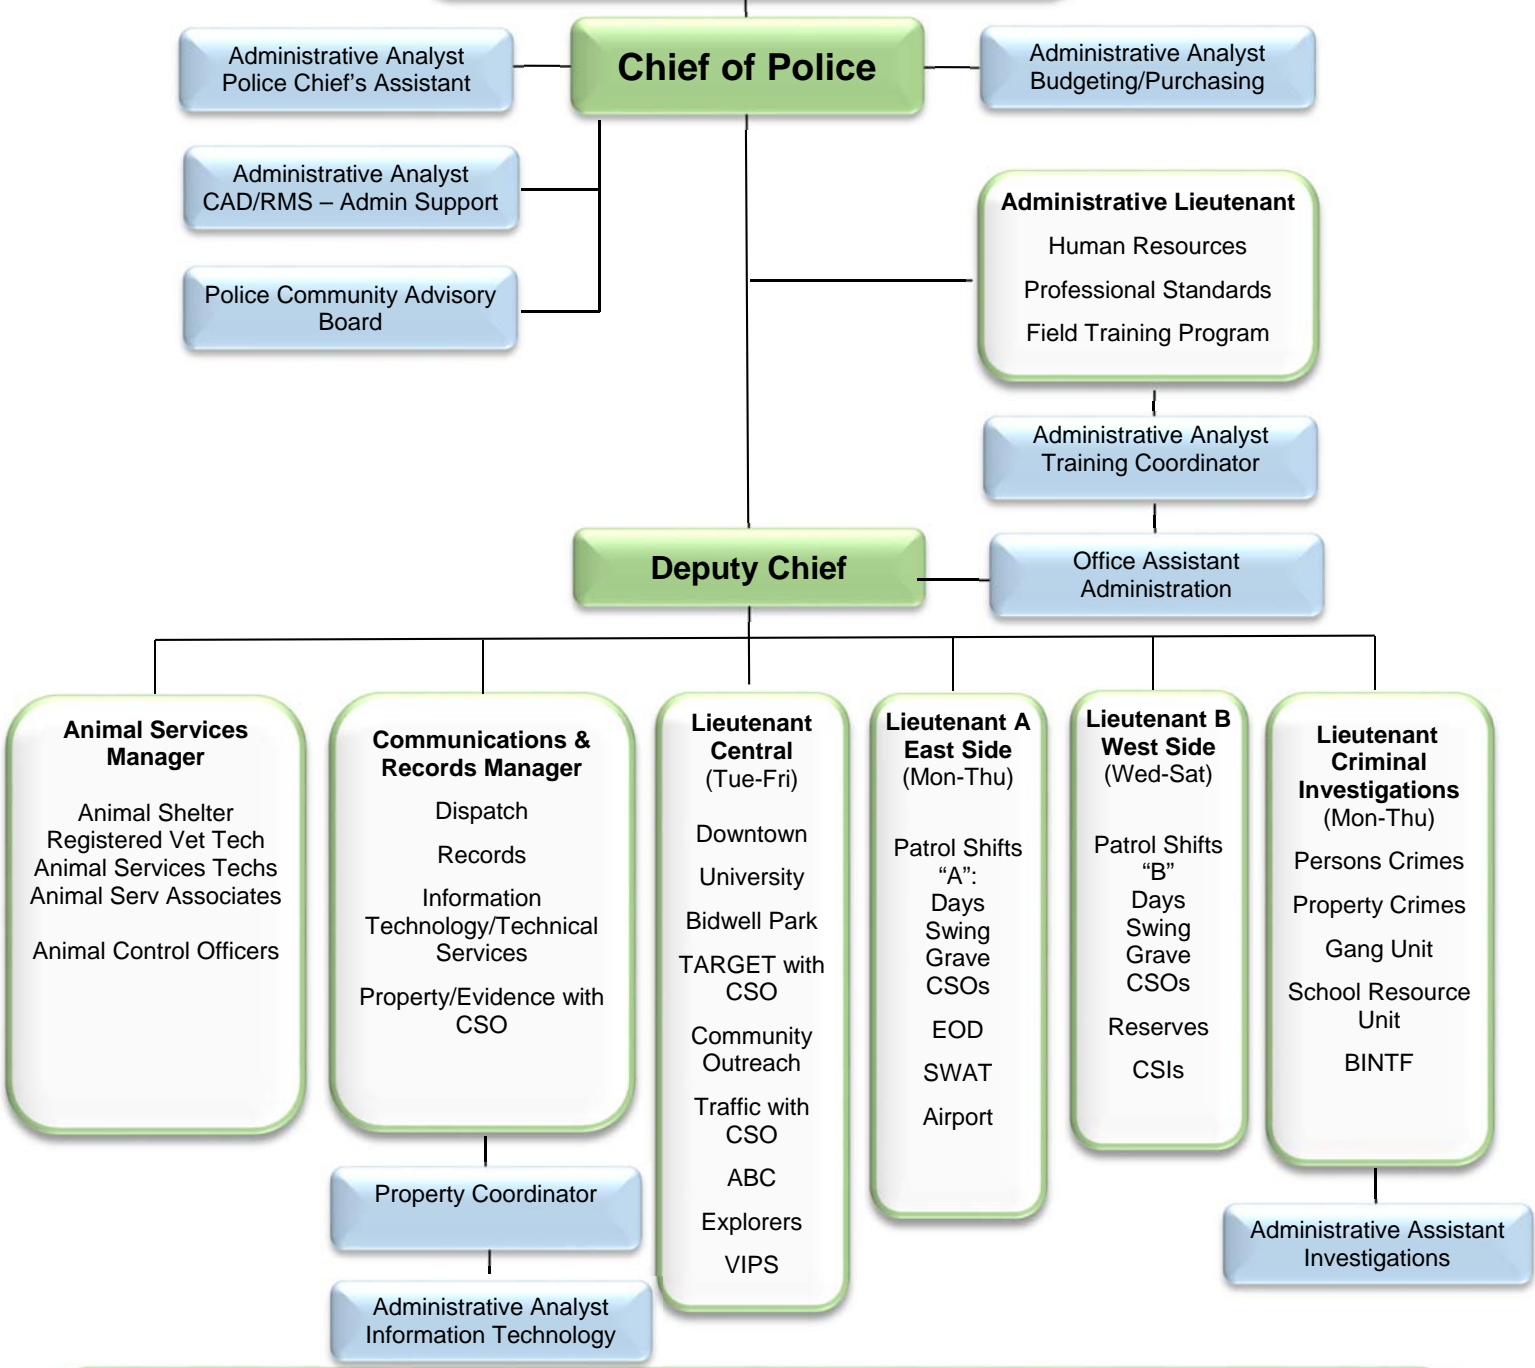 Administrative Analyst
Police Chief’s Assistant
Chief of Police
Administrative Analyst
Budgeting/Purchasing
Administrative Analyst
CAD/RMS – Admin Support
Police Community Advisory
Board
Administrative Lieutenant
Human Resources
Professional Standards
Field Training Program
Administrative Analyst
Training Coordinator
Deputy Chief
Office Assistant
Administration
Animal Services
Manager
Animal Shelter
Registered Vet Tech
Animal Services Techs
Animal Serv Associates
Animal Control Officers
Communications &
Records Manager
Dispatch
Records
Information
Technology/Technical
Services
Property/Evidence with
CSO
Property Coordinator
Administrative Analyst
Information Technology
Lieutenant
Central
(Tue-Fri)
Downtown
University
Bidwell Park
TARGET with
CSO
Community
Outreach
Traffic with
CSO
ABC
Explorers
VIPS
Lieutenant A
East Side
(Mon-Thu)
Patrol Shifts
“A”:
Days
Swing
Grave
CSOs
EOD
SWAT
Airport
Lieutenant B
West Side
(Wed-Sat)
Patrol Shifts
“B”
Days
Swing
Grave
CSOs
Reserves
CSIs
Lieutenant
Criminal
Investigations
(Mon-Thu)
Persons Crimes
Property Crimes
Gang Unit
School Resource
Unit
BINTF
Administrative Assistant
Investigations